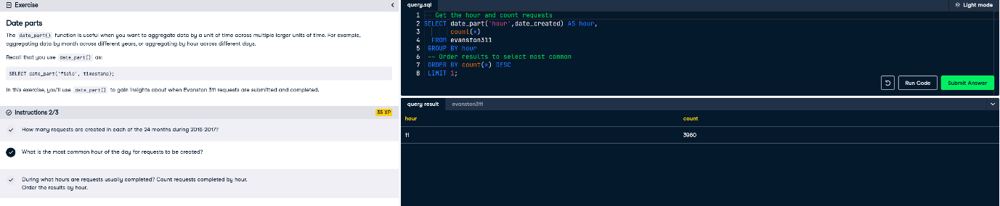 Exercise
Date parts
The date_part() function is useful when you want to aggregate data by a unit of time across multiple larger units of time. For example,
aggregating data by month across different years, or aggregating by hour across different days.
Recall that you use date_part() as:
SELECT date_part('field', timestamp);
In this exercise, you'll use date_part() to gain insights about when Evanston 311 requests are submitted and completed.
Instructions 2/3
35 XP
How many requests are created in each of the 24 months during 2016-2017?
What is the most common hour of the day for requests to be created?
During what hours are requests usually completed? Count requests completed by hour.
Order the results by hour.
query.sql
Light mode
1 -- Get the hour and count requests
2 SELECT date_part('hour',date_created) AS hour,
3 count(*)
4 FROM evanston311
5 GROUP BY hour
6 -- Order results to select most common
7 ORDER BY count(*) DESC
8 LIMIT 1;
Run Code
Submit Answer
query result
evanston311
hour count
11 3960